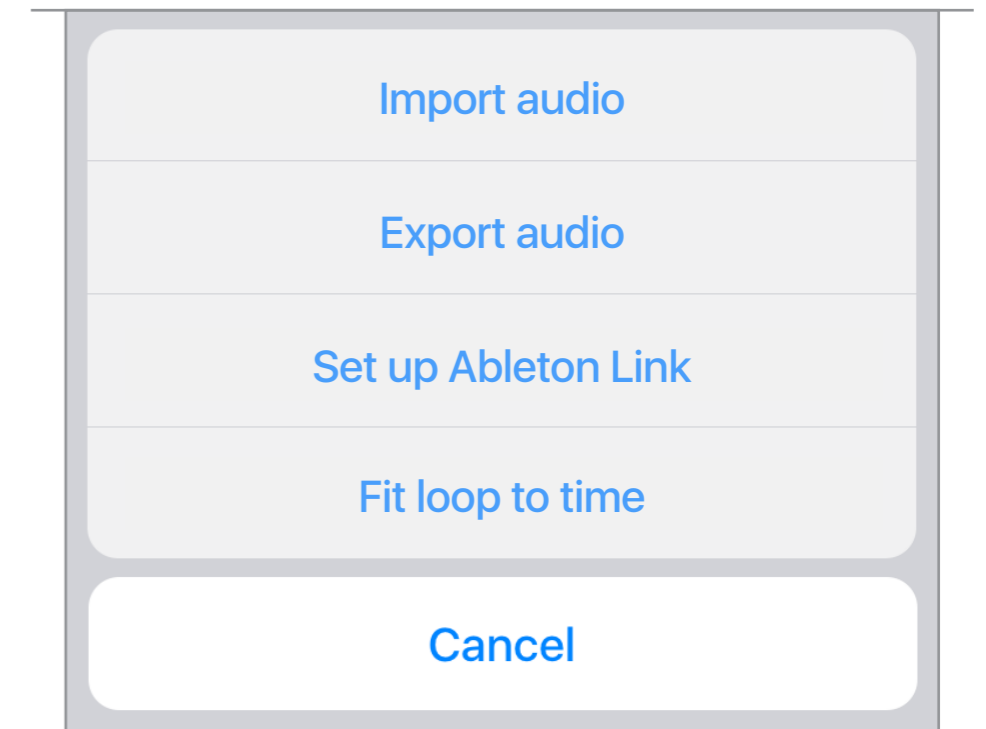 Import audio
Export audio
Set up Ableton Link
Fit loop to time
Cancel